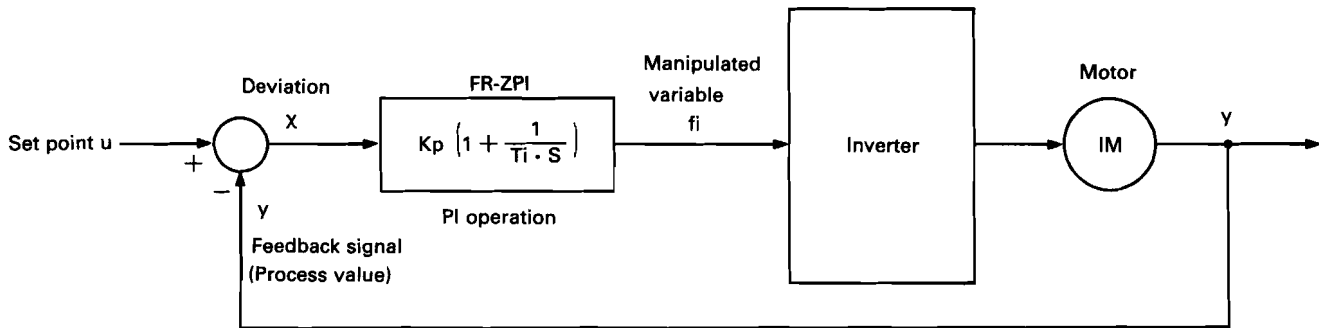 Set point u
+
−
Deviation
χ
FR-ZPI
Kp (1 + 1/Ti · S)
PI operation
Manipulated
variable
fi
Inverter
Motor
IM
y
y
Feedback signal
(Process value)